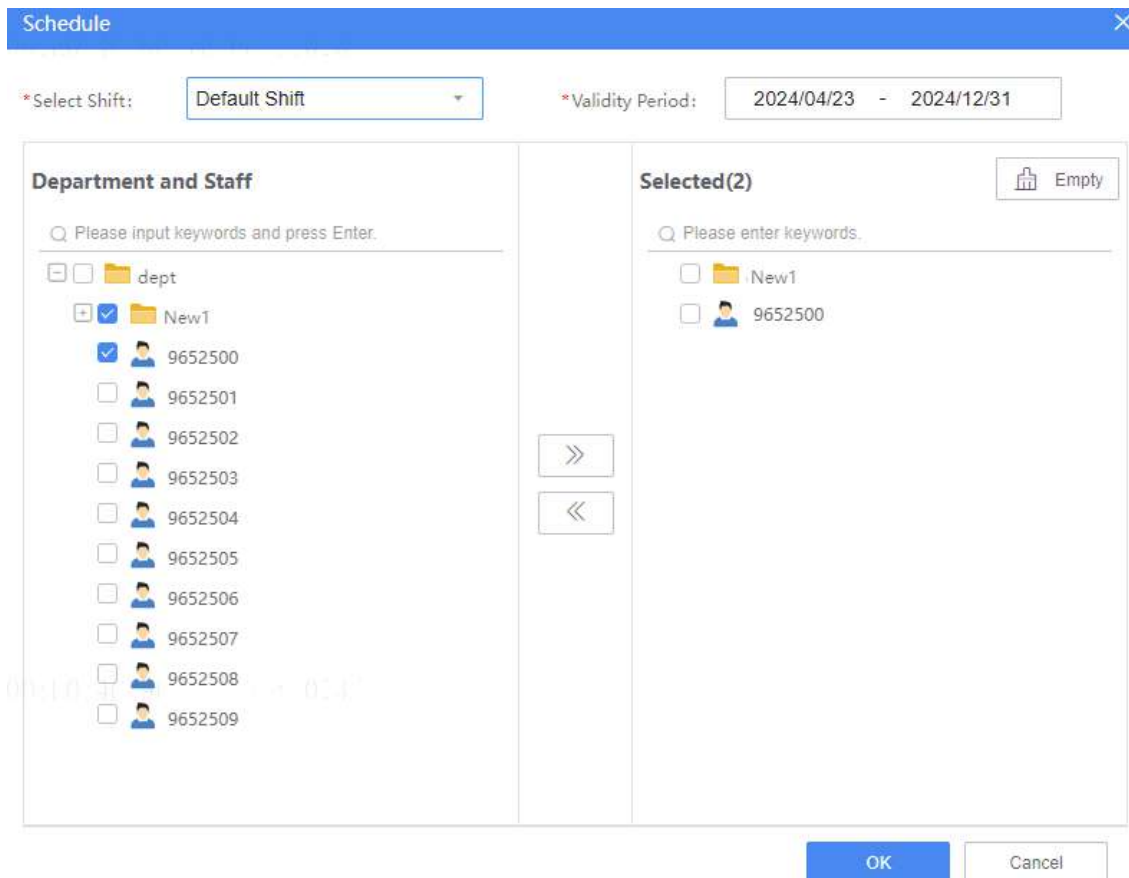 Schedule
*Select Shift: Default Shift *Validity Period: 2024/04/23 - 2024/12/31
Department and Staff
Please input keywords and press Enter.
dept
New1
9652500
9652501
9652502
9652503
9652504
9652505
9652506
9652507
9652508
9652509
Selected(2) Empty
Please enter keywords.
New1
9652500
OK Cancel